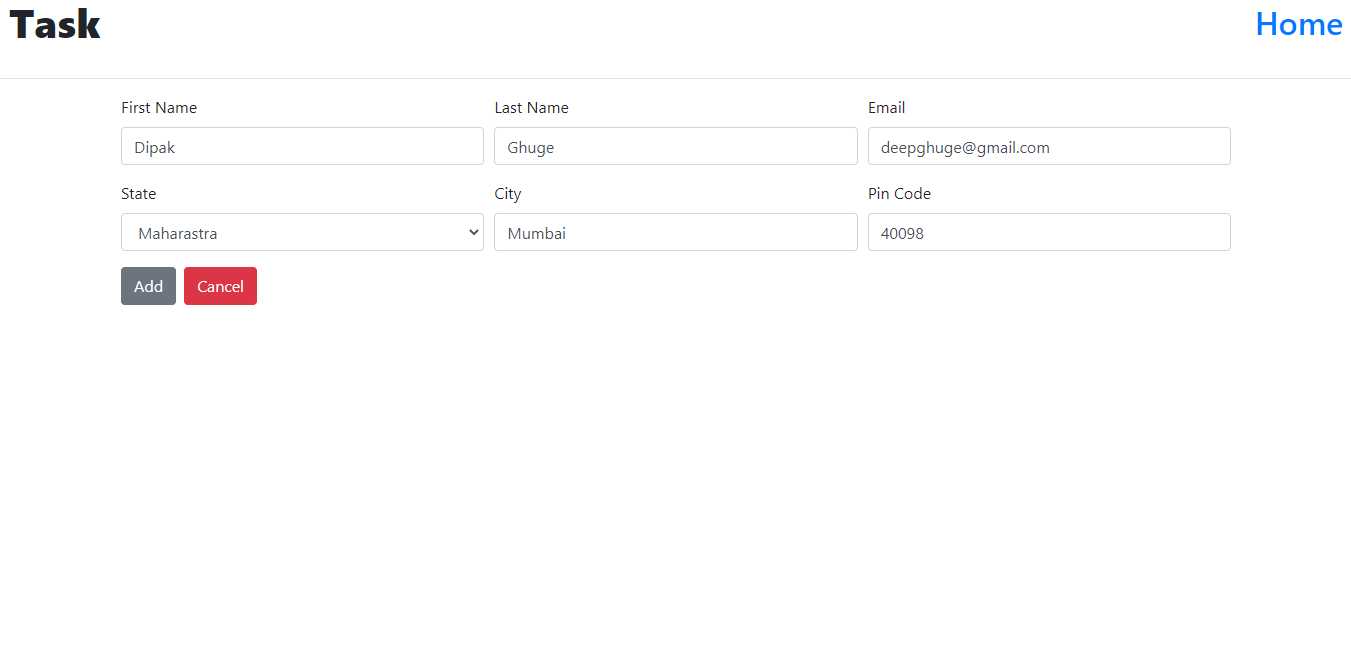 Task Home
First Name Last Name Email
Dipak Ghuge deepghuge@gmail.com
State City Pin Code
Maharastra Mumbai 40098
Add Cancel